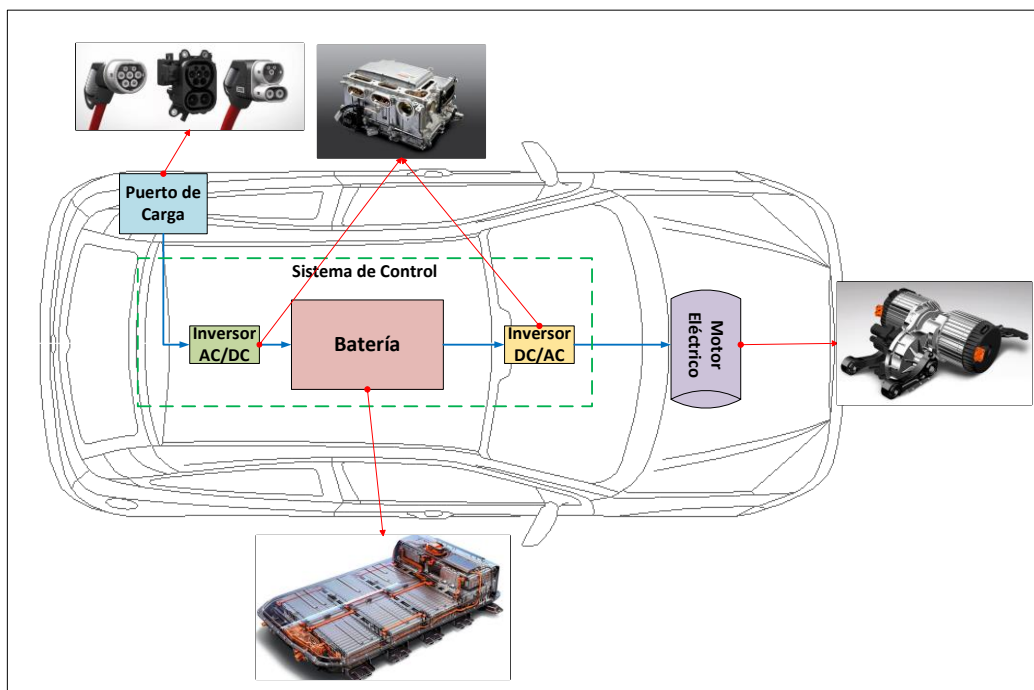 Puerto de
Carga
Sistema de Control
Inversor
AC/DC
Batería
Inversor
DC/AC
Motor
Eléctrico